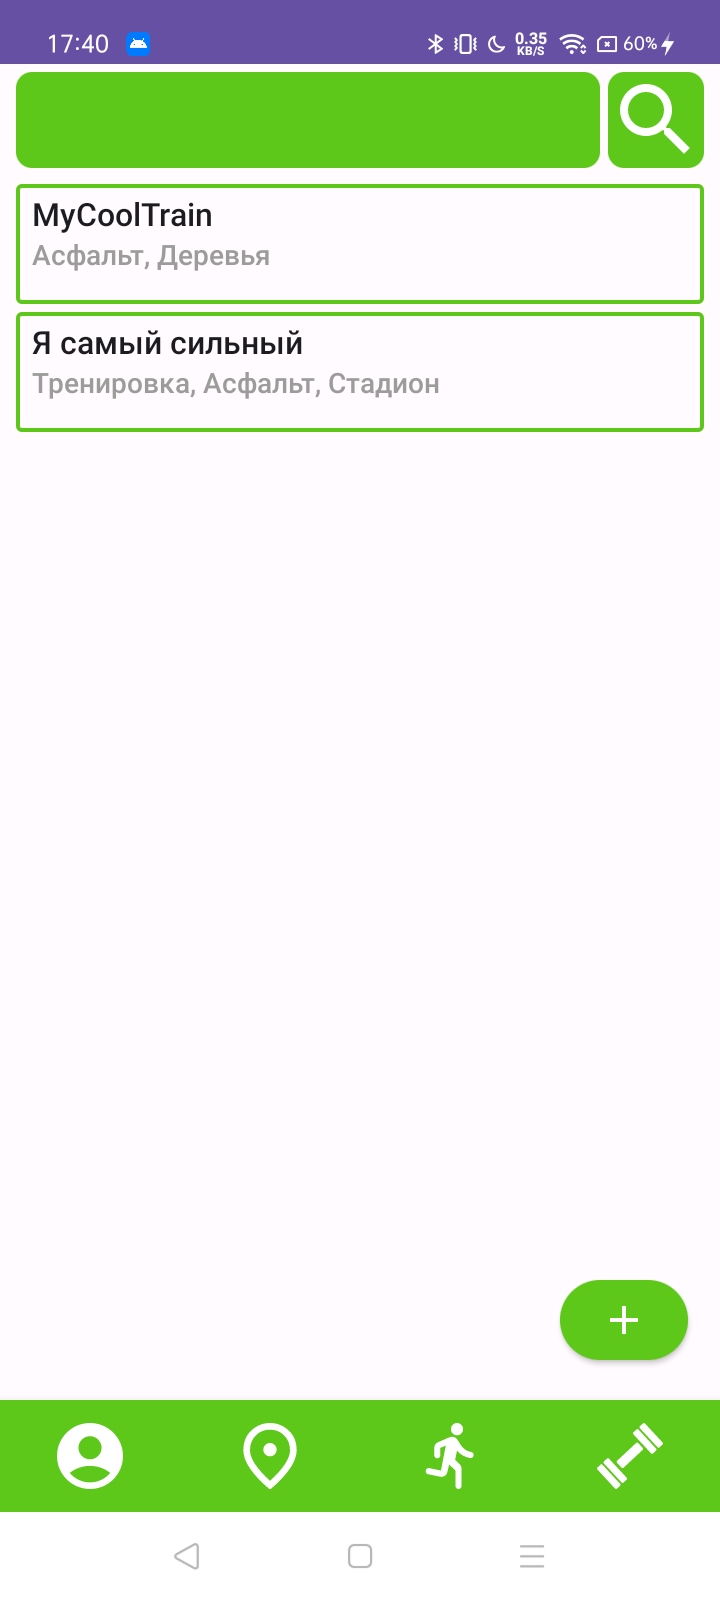 17:40
0.35
KB/S
60%
MyCoolTrain
Асфальт, Деревья
Я самый сильный
Тренировка, Асфальт, Стадион